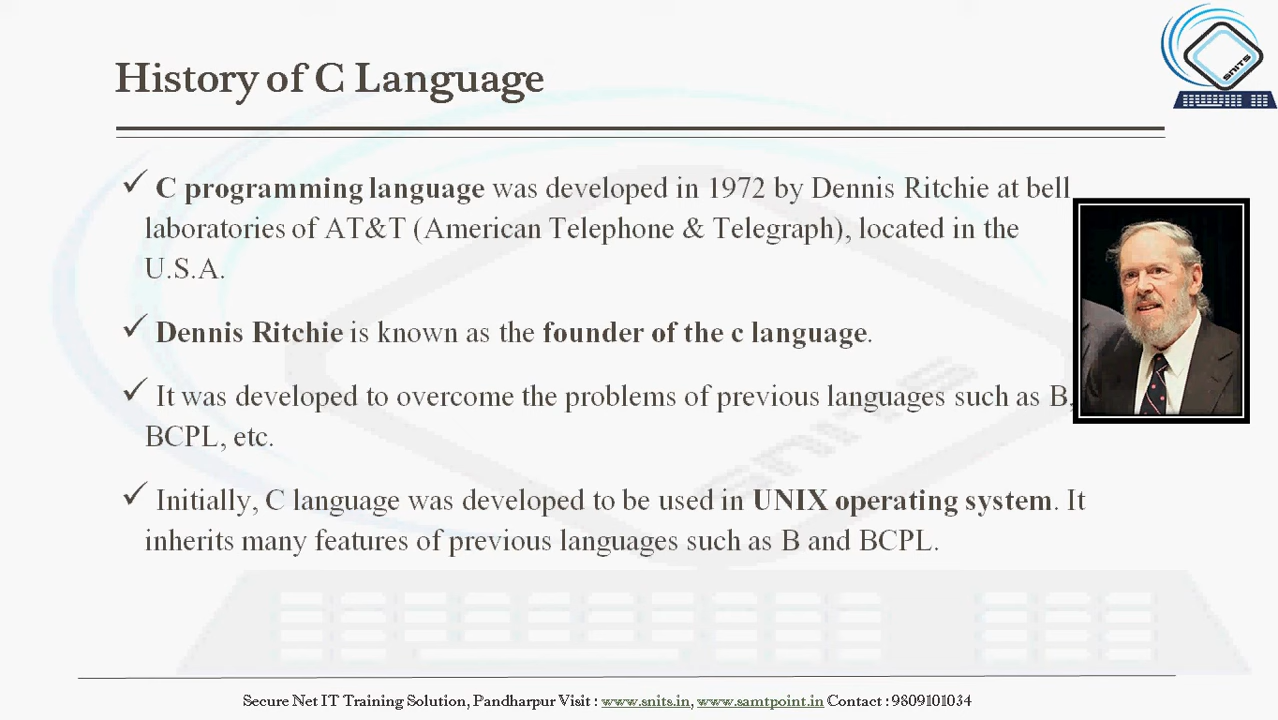 History of C Language
SNITS
✓ C programming language was developed in 1972 by Dennis Ritchie at bell
laboratories of AT&T (American Telephone & Telegraph), located in the
U.S.A.
✓ Dennis Ritchie is known as the founder of the c language.
✓ It was developed to overcome the problems of previous languages such as B,
BCPL, etc.
✓ Initially, C language was developed to be used in UNIX operating system. It
inherits many features of previous languages such as B and BCPL.
SNITS
Secure Net IT Training Solution, Pandharpur Visit : www.snits.in, www.samtpoint.in Contact : 9809101034